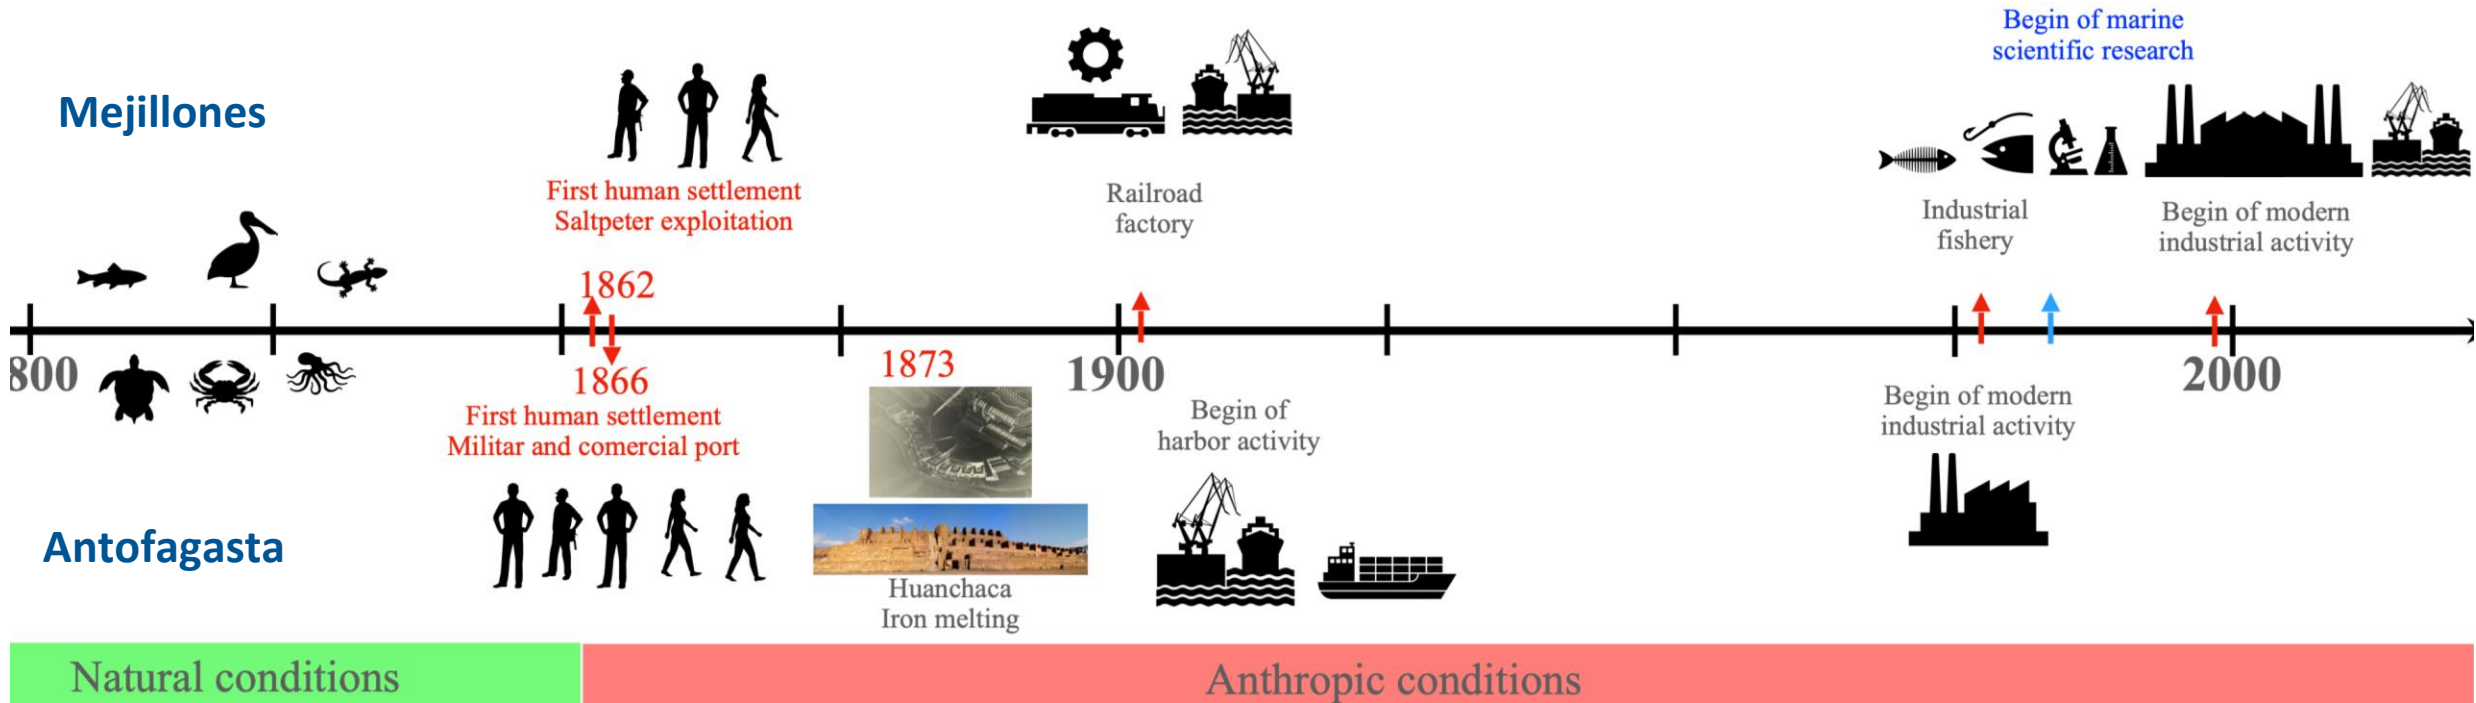 Begin of marine
scientific research
Mejillones
First human settlement
Saltpeter exploitation
Railroad
factory
Industrial
fishery
Begin of modern
industrial activity
1862
800
1866
1873
1900
2000
First human settlement
Militar and comercial port
Begin of
harbor activity
Begin of modern
industrial activity
Antofagasta
Huanchaca
Iron melting
Natural conditions
Anthropic conditions